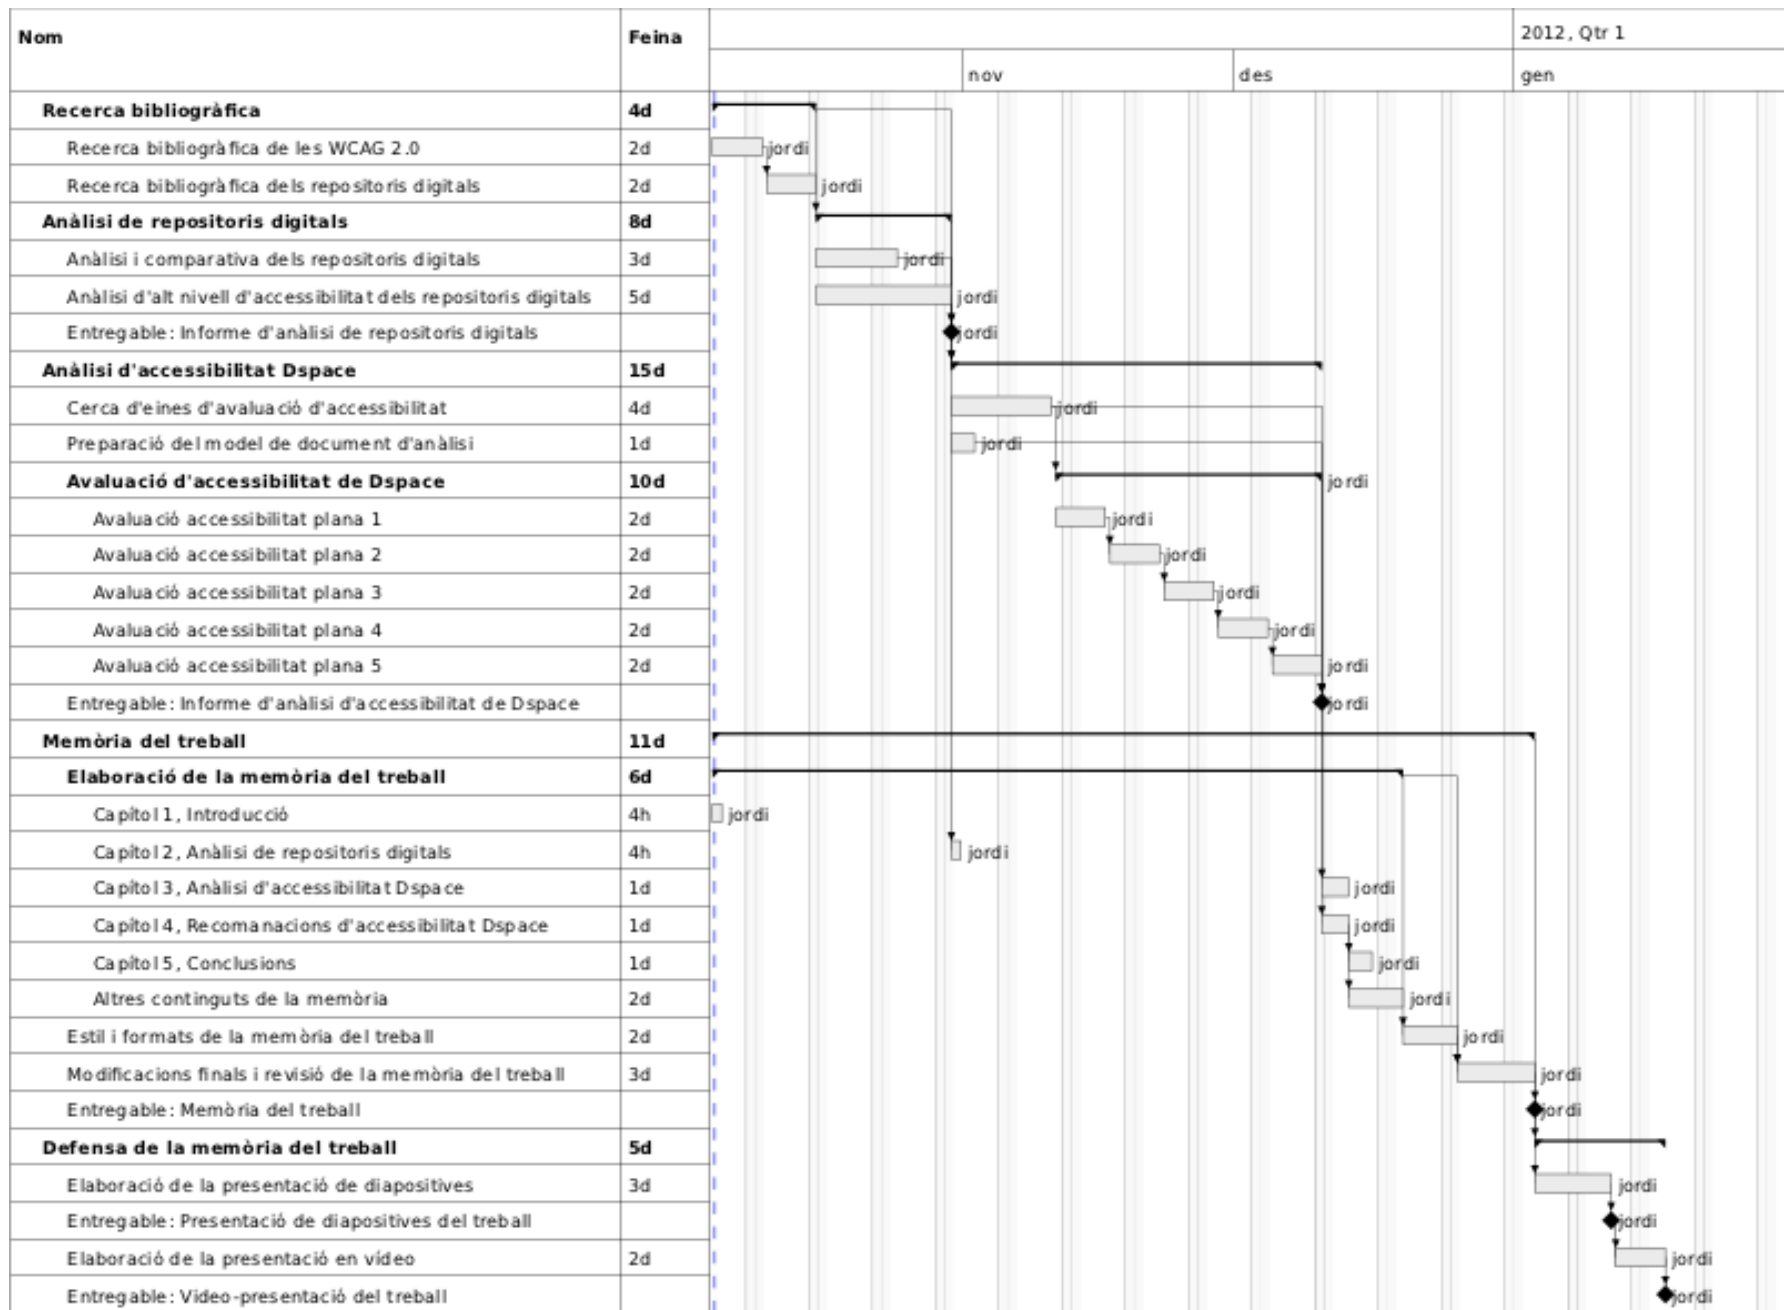 Nom Feina 2012, Qtr 1
nov des gen
Recerca bibliogràfica 4d
Recerca bibliogràfica de les WCAG 2.0 2d jordi
Recerca bibliogràfica dels repositoris digitals 2d jordi
Anàlisi de repositoris digitals 8d
Anàlisi i comparativa dels repositoris digitals 3d jordi
Anàlisi d'alt nivell d'accessibilitat dels repositoris digitals 5d jordi
Entregable: Informe d'anàlisi de repositoris digitals jordi
Anàlisi d'accessibilitat Dspace 15d
Cerca d'eines d'avaluació d'accessibilitat 4d jordi
Preparació del model de document d'anàlisi 1d jordi
Avaluació d'accessibilitat de Dspace 10d jordi
Avaluació accessibilitat plana 1 2d jordi
Avaluació accessibilitat plana 2 2d jordi
Avaluació accessibilitat plana 3 2d jordi
Avaluació accessibilitat plana 4 2d jordi
Avaluació accessibilitat plana 5 2d jordi
Entregable: Informe d'anàlisi d'accessibilitat de Dspace jordi
Memòria del treball 11d
Elaboració de la memòria del treball 6d
Capítol 1, Introducció 4h jordi
Capítol 2, Anàlisi de repositoris digitals 4h jordi
Capítol 3, Anàlisi d'accessibilitat Dspace 1d jordi
Capítol 4, Recomanacions d'accessibilitat Dspace 1d jordi
Capítol 5, Conclusions 1d jordi
Altres continguts de la memòria 2d jordi
Estil i formats de la memòria del treball 2d jordi
Modificacions finals i revisió de la memòria del treball 3d jordi
Entregable: Memòria del treball jordi
Defensa de la memòria del treball 5d
Elaboració de la presentació de diapositives 3d jordi
Entregable: Presentació de diapositives del treball jordi
Elaboració de la presentació en vídeo 2d jordi
Entregable: Video-presentació del treball jordi